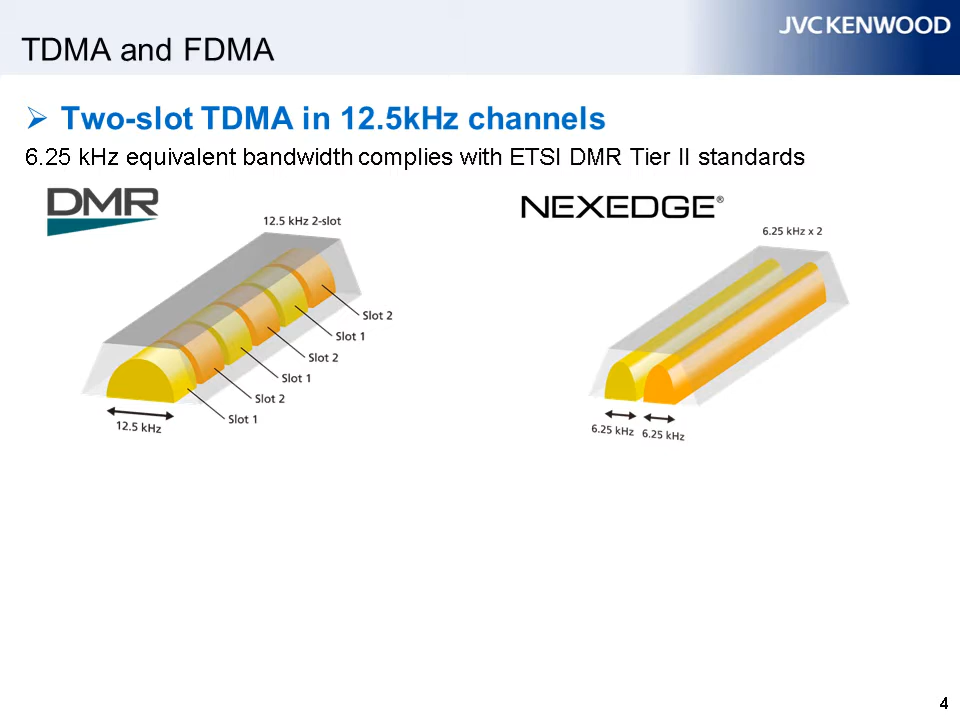 TDMA and FDMA
JVCKENWOOD
Two-slot TDMA in 12.5kHz channels
6.25 kHz equivalent bandwidth complies with ETSI DMR Tier II standards
DMR
12.5 kHz 2-slot
Slot 2
Slot 1
Slot 2
Slot 1
Slot 2
Slot 1
12.5 kHz
NEXEDGE®
6.25 kHz x 2
6.25 kHz
6.25 kHz
4